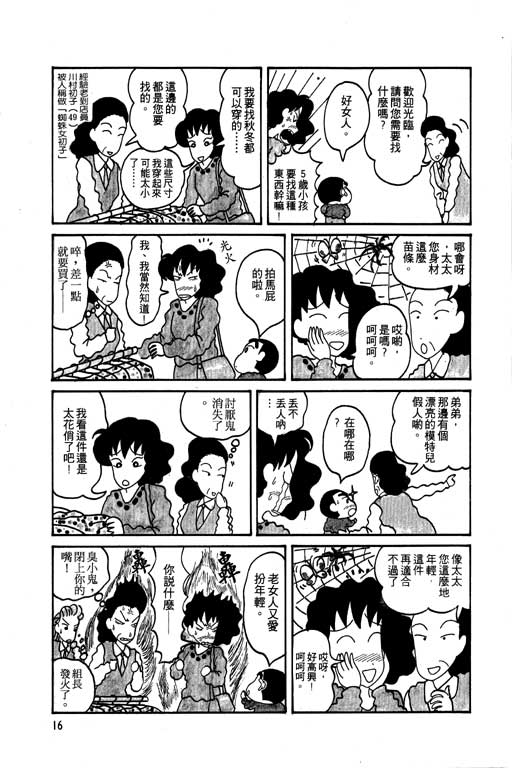 歡迎光臨，
請問您需要找
什麼嗎？
好女人。
5歲小孩
要找這種
東西幹嘛！
我要找秋冬都
可以穿的…
這邊的
都是您要
找的。
這些尺寸
我穿起來
可能太小
了……
經驗老到店員
川村初子（49）
被人稱做「蜘蛛女初子」
哪會呀
，太太
您身材
這麼
苗條。
哎喲，
是嗎？
呵呵呵。
拍馬屁
的啦。
光火
我、我當然知道！
啐，差一點
就要買了——
弟弟，
那邊有個
漂亮的模特兒
假人喲。
在哪在哪
？
丟不
丟人吶
…
討厭鬼
消失了
。
我看這件還是
太花俏了吧！
像太太
您這麼地
年輕，
這件
再適合
不過了
。
哎呀，
好高興！
呵呵呵。
老女人又愛
扮年輕。
轟
你說什麼——
轟
臭小鬼，
閉上你的
嘴！
組長
發火了。
16